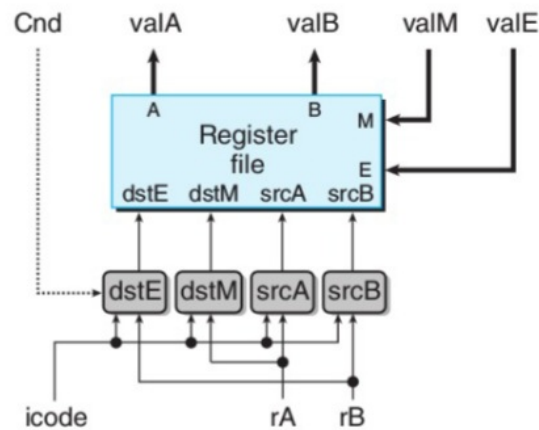 Cnd valA valB valM valE
A B M
Register
file
E
dstE dstM srcA srcB
dstE dstM srcA srcB
icode rA rB